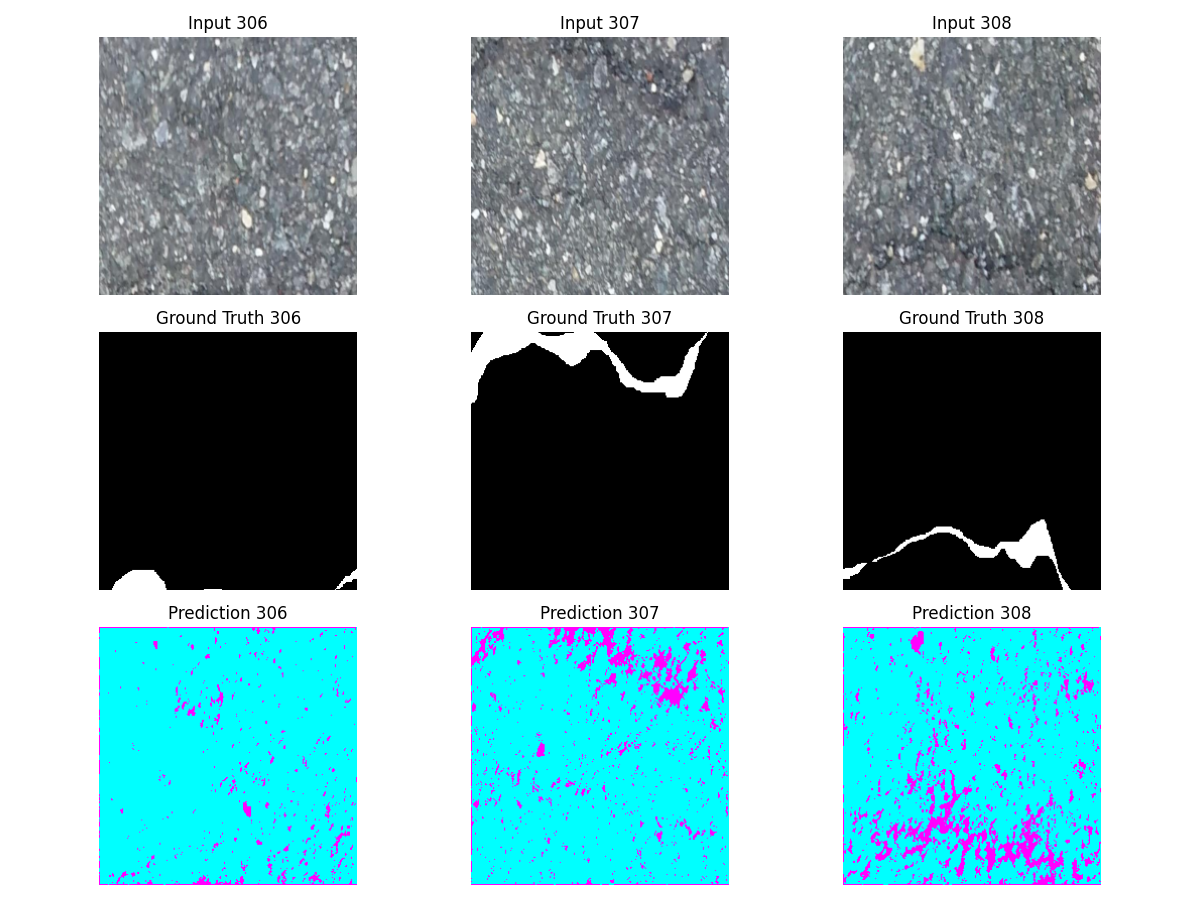 Input 306
Input 307
Input 308
Ground Truth 306
Ground Truth 307
Ground Truth 308
Prediction 306
Prediction 307
Prediction 308